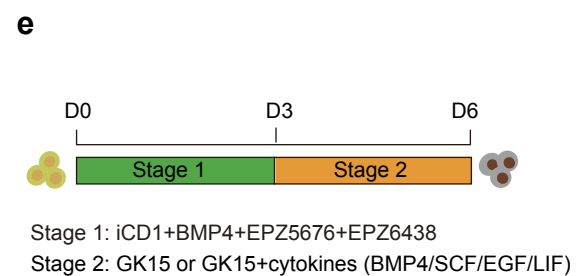 e
D0 D3 D6
Stage 1 Stage 2
Stage 1: iCD1+BMP4+EPZ5676+EPZ6438
Stage 2: GK15 or GK15+cytokines (BMP4/SCF/EGF/LIF)